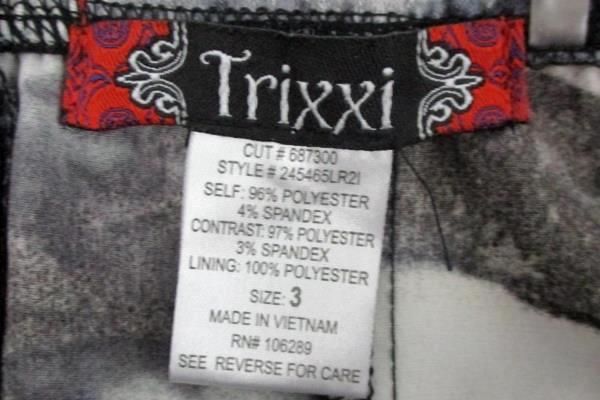 Trixxi
CUT # 687300
STYLE # 245465LR2I
SELF: 96% POLYESTER
4% SPANDEX
CONTRAST: 97% POLYESTER
3% SPANDEX
LINING: 100% POLYESTER
SIZE: 3
MADE IN VIETNAM
RN# 106289
SEE REVERSE FOR CARE